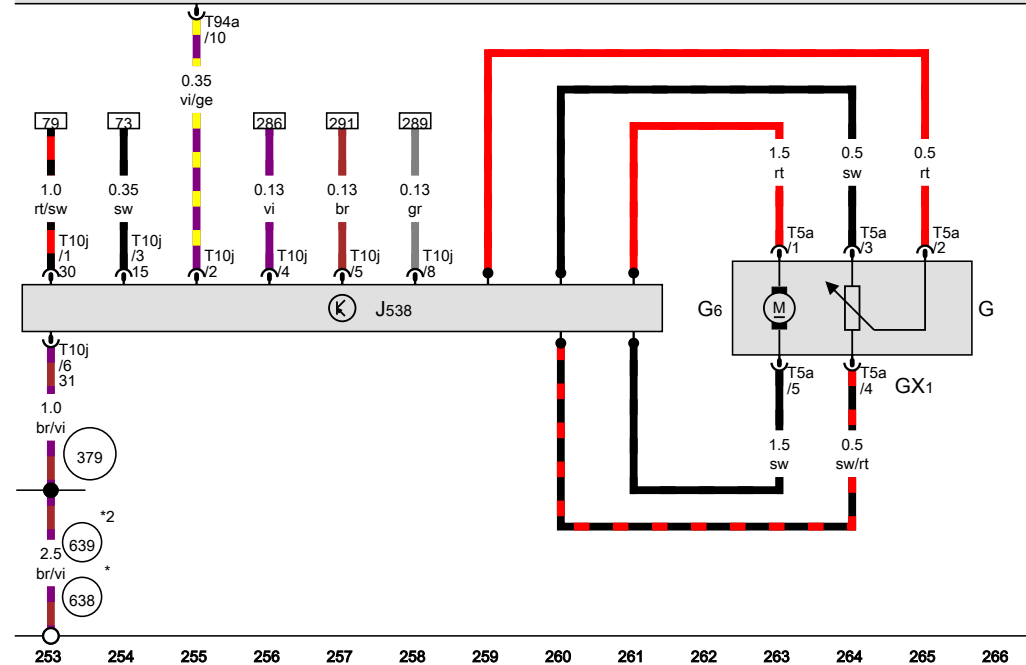 T94a
/10
0.35
vi/ge
79
73
286
291
289
1.0
rt/sw
0.35
sw
0.13
vi
0.13
br
0.13
gr
1.5
rt
0.5
sw
0.5
rt
T10j
/1
30
T10j
/3
15
T10j
/2
T10j
/4
T10j
/5
T10j
/8
T5a
/1
T5a
/3
T5a
/2
J538
G6
M
G
T10j
/6
31
T5a
/5
T5a
/4
GX1
1.0
br/vi
379
1.5
sw
0.5
sw/rt
*2
639
2.5
br/vi
*
638
253 254 255 256 257 258 259 260 261 262 263 264 265 266